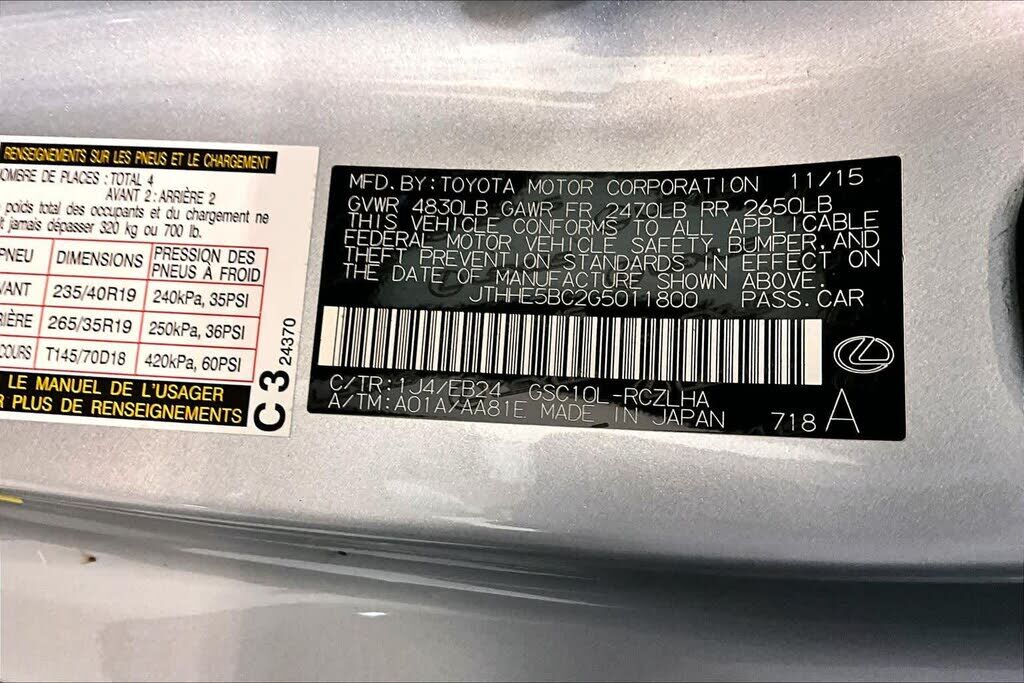 RENSEIGNEMENTS SUR LES PNEUS ET LE CHARGEMENT
DE PLACES : TOTAL 4
AVANT 2 : ARRIÈRE 2
poids total des occupants et du chargement ne
jamais dépasser 320 kg ou 700 lb.
PNEU DIMENSIONS PRESSION DES PNEUS À FROID
235/40R19 240kPa, 35PSI
265/35R19 250kPa, 36PSI
T145/70D18 420kPa, 60PSI
LE MANUEL DE L'USAGER
PLUS DE RENSEIGNEMENTS
C 3 24370
MFD. BY: TOYOTA MOTOR CORPORATION 11/15
GVWR 4830LB GAWR FR 2470LB RR 2650LB
THIS VEHICLE CONFORMS TO ALL APPLICABLE
FEDERAL MOTOR VEHICLE SAFETY, BUMPER, AND
THEFT PREVENTION STANDARDS IN EFFECT ON
THE DATE OF MANUFACTURE SHOWN ABOVE.
JTHHE5BC2G5011800 PASS. CAR
C/TR: 1J4/EB24 GSC10L-RCZLHA
A/TM: A01A/AA81E MADE IN JAPAN 718 A